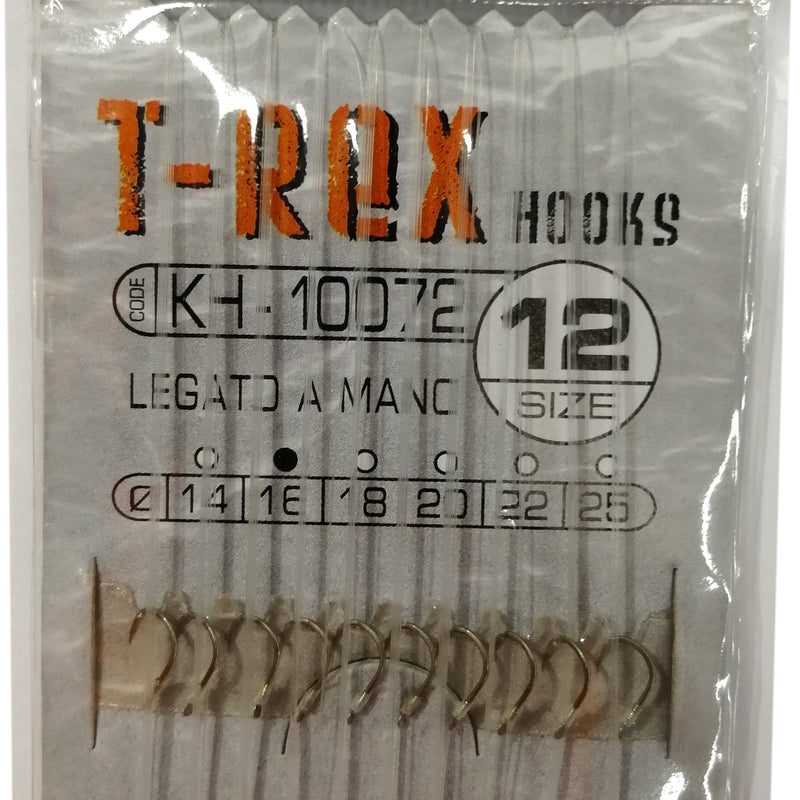 T-ReX HOOKS
CODE KH-10072
12
SIZE
LEGATO A MANO
Ø 14 16 18 20 22 25